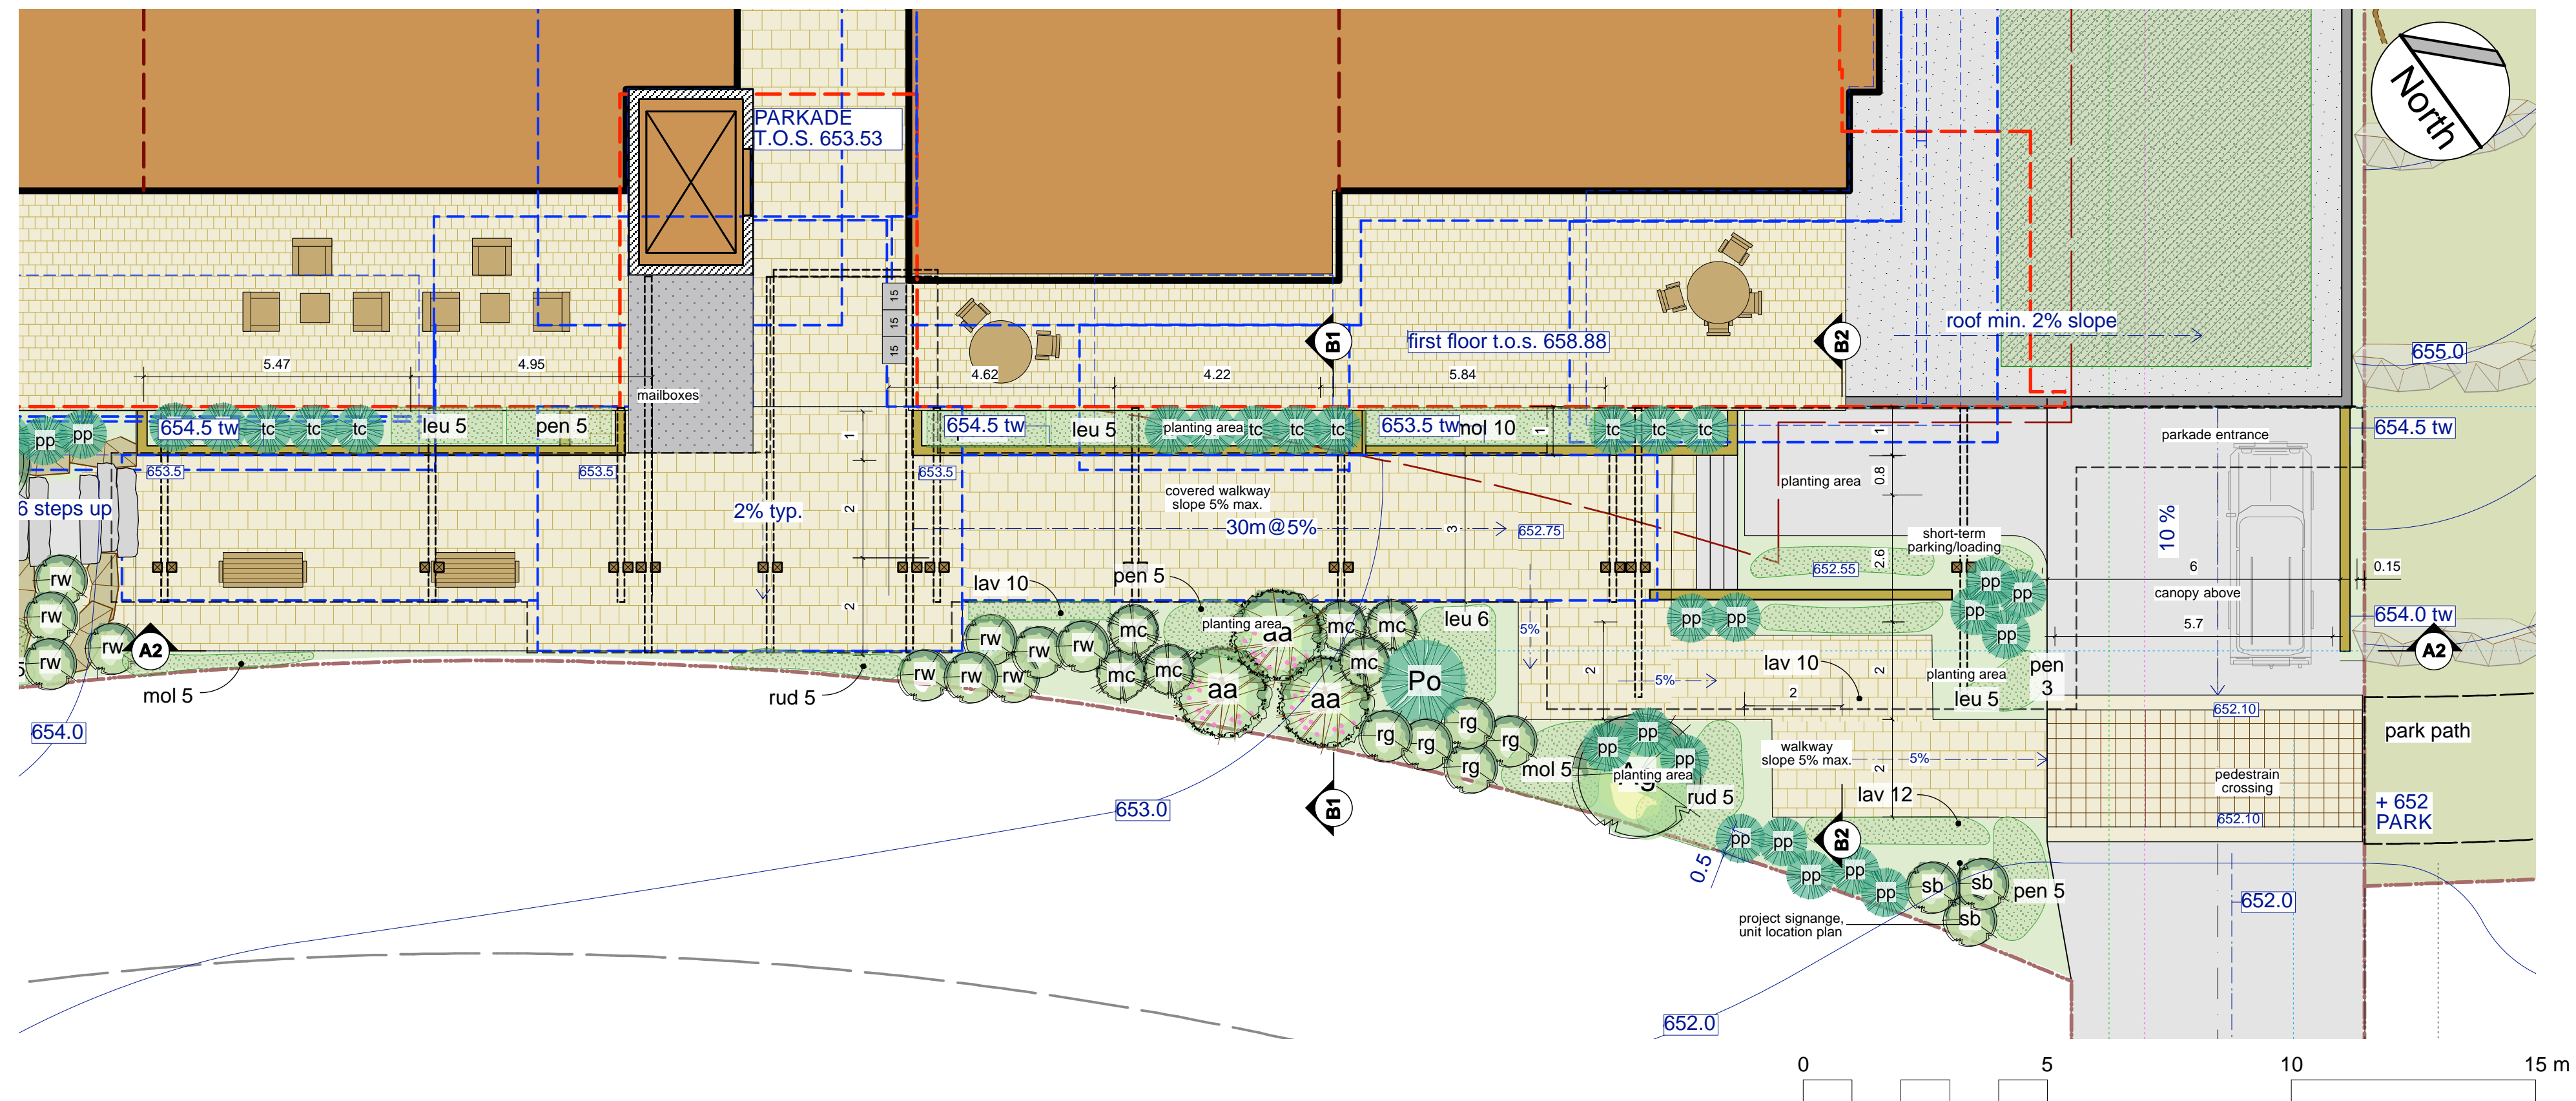 North
PARKADE
T.O.S. 653.53
15
15
15
B1
B2
first floor t.o.s. 658.88
roof min. 2% slope
655.0
5.47
4.95
4.62
4.22
5.84
mailboxes
pp
pp
654.5 tw
tc
tc
tc
leu 5
pen 5
654.5 tw
leu 5
planting area
tc
tc
tc
653.5 tw
mol 10
tc
tc
tc
1
1
1
parkade entrance
654.5 tw
653.5
653.5
653.5
6 steps up
2% typ.
2
covered walkway
slope 5% max.
30m@5%
3
652.75
planting area
0.8
10 %
short-term
parking/loading
2.6
652.55
6
0.15
canopy above
5.7
654.0 tw
rw
rw
rw
rw
A2
2
lav 10
pen 5
planting area
rw
rw
rw
rw
rw
rw
mc
mc
mc
mc
mc
mc
aa
aa
aa
leu 6
Po
5%
2
5%
pp
pp
pp
pp
lav 10
2
2
planting area
pen
3
leu 5
A2
5
mol 5
rud 5
654.0
rg
rg
rg
rg
rg
mol 5
pp
pp
pp
Ag
planting area
rud 5
walkway
slope 5% max.
5%
2
652.10
pedestrain
crossing
652.10
park path
+ 652
PARK
653.0
B1
lav 12
B2
0.5
pp
pp
pp
pp
pp
sb
sb
sb
pen 5
project signange,
unit location plan
652.0
652.0
0
5
10
15 m